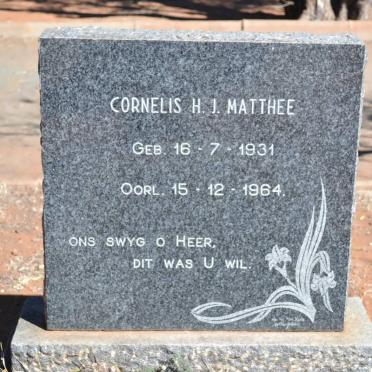 CORNELIS H. J. MATTHEE
GEB. 16 - 7 - 1931
OORL. 15 - 12 - 1964.
ONS SWYG O HEER,
DIT WAS U WIL.